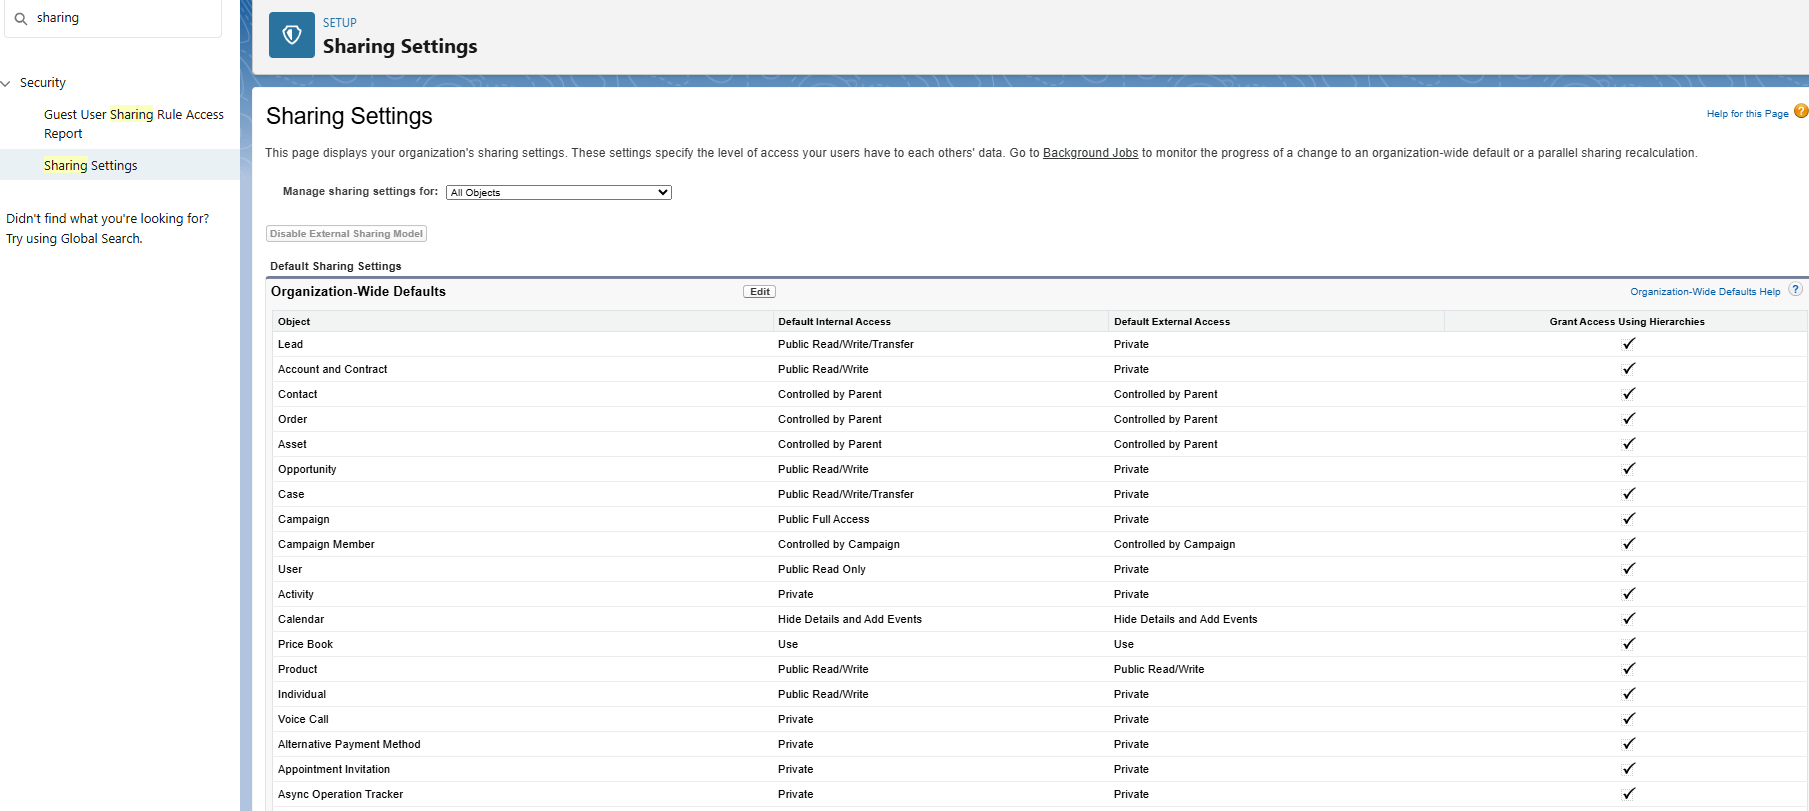 sharing
Security
Guest User Sharing Rule Access
Report
Sharing Settings
Didn't find what you're looking for?
Try using Global Search.
SETUP
Sharing Settings
Sharing Settings
Help for this Page ?
This page displays your organization's sharing settings. These settings specify the level of access your users have to each others' data. Go to Background Jobs to monitor the progress of a change to an organization-wide default or a parallel sharing recalculation.
Manage sharing settings for: All Objects
Disable External Sharing Model
Default Sharing Settings
Organization-Wide Defaults Edit Organization-Wide Defaults Help ?
Object Default Internal Access Default External Access Grant Access Using Hierarchies
Lead Public Read/Write/Transfer Private ✓
Account and Contract Public Read/Write Private ✓
Contact Controlled by Parent Controlled by Parent ✓
Order Controlled by Parent Controlled by Parent ✓
Asset Controlled by Parent Controlled by Parent ✓
Opportunity Public Read/Write Private ✓
Case Public Read/Write/Transfer Private ✓
Campaign Public Full Access Private ✓
Campaign Member Controlled by Campaign Controlled by Campaign ✓
User Public Read Only Private ✓
Activity Private Private ✓
Calendar Hide Details and Add Events Hide Details and Add Events ✓
Price Book Use Use ✓
Product Public Read/Write Public Read/Write ✓
Individual Public Read/Write Private ✓
Voice Call Private Private ✓
Alternative Payment Method Private Private ✓
Appointment Invitation Private Private ✓
Async Operation Tracker Private Private ✓